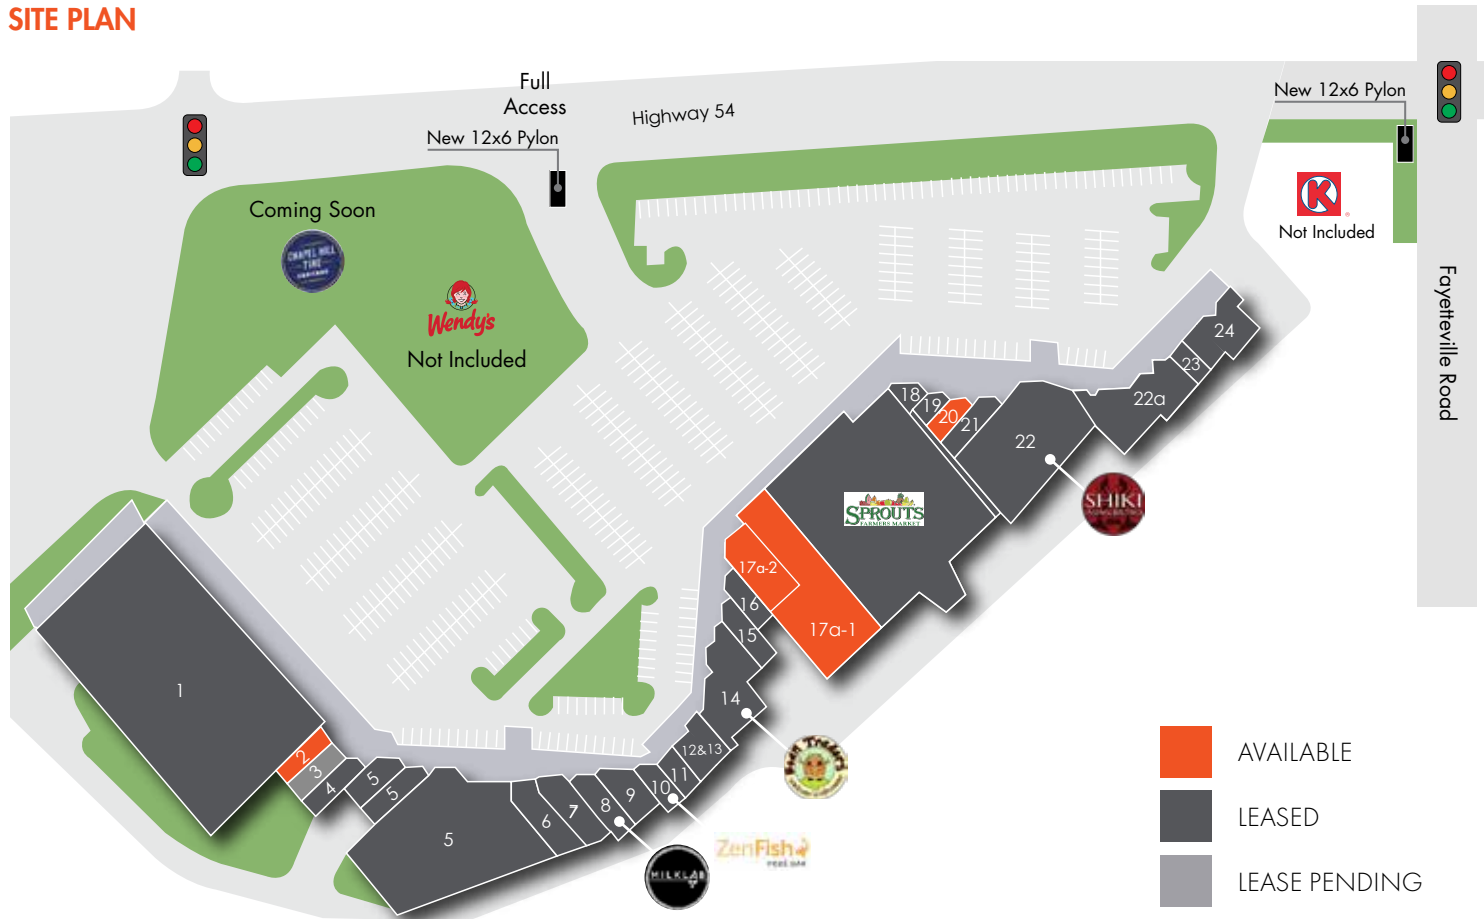 SITE PLAN
Full
Access
New 12x6 Pylon
Highway 54
New 12x6 Pylon
K
Not Included
Coming Soon
CHAPEL HILL
TIRE
Wendy's
Not Included
Fayetteville Road
24
23
22a
18
19
20
21
22
SHIKI
SPROUTS
FARMERS MARKET
17a-2
16
17a-1
15
14
1
12&13
2
3
11
5
4
5
10
9
8
7
6
5
ZenFish
MILKLAB
AVAILABLE
LEASED
LEASE PENDING